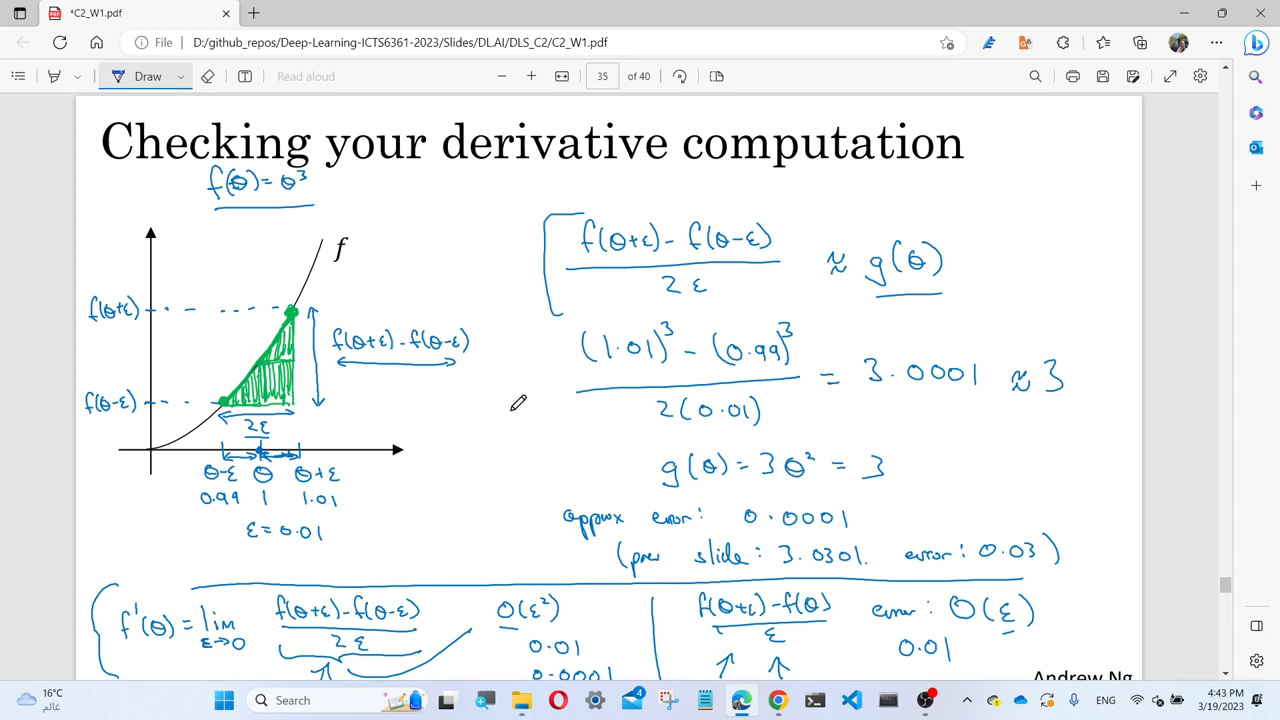 *C2_W1.pdf
File
D:/github_repos/Deep-Learning-ICTS6361-2023/Slides/DL.AI/DLS_C2/C2_W1.pdf
Draw
Read aloud
35 of 40
Checking your derivative computation
f(θ) = θ³
f
f(θ+ε)
f(θ+ε) - f(θ-ε)
f(θ-ε)
2ε
θ-ε θ θ+ε
0.99 1 1.01
ε = 0.01
f(θ+ε) - f(θ-ε)
2ε
≈ g(θ)
(1.01)³ - (0.99)³
2(0.01)
= 3.0001 ≈ 3
g(θ) = 3θ² = 3
approx error: 0.0001
(prev slide: 3.0301. error: 0.03)
f'(θ) = lim
ε→0
f(θ+ε) - f(θ-ε)
2ε
O(ε²)
0.01
0.0001
f(θ+ε) - f(θ)
ε
error: O(ε)
0.01
Andrew Ng
16°C
غائم
Search
4
ENG
4:43 PM
3/19/2023